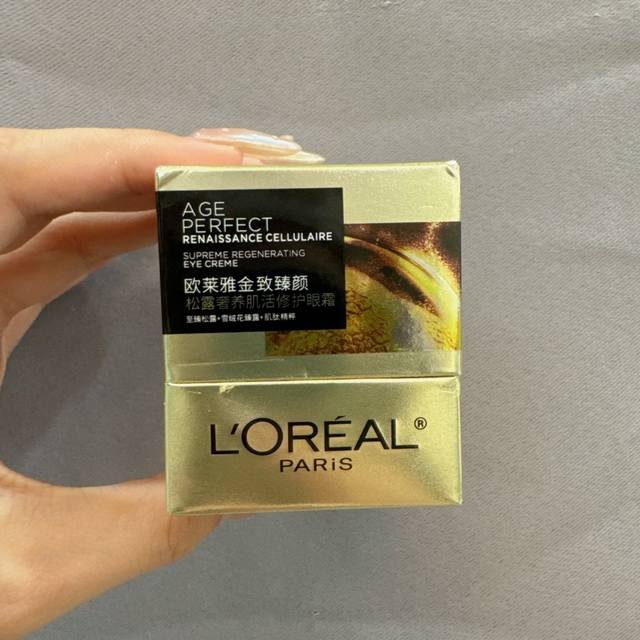 AGE
PERFECT
RENAISSANCE CELLULAIRE
SUPREME REGENERATING
EYE CREME
欧莱雅金致臻颜
松露奢养肌活修护眼霜
至臻松露+雪绒花臻露+肌肽精粹
L'ORÉAL®
PARiS